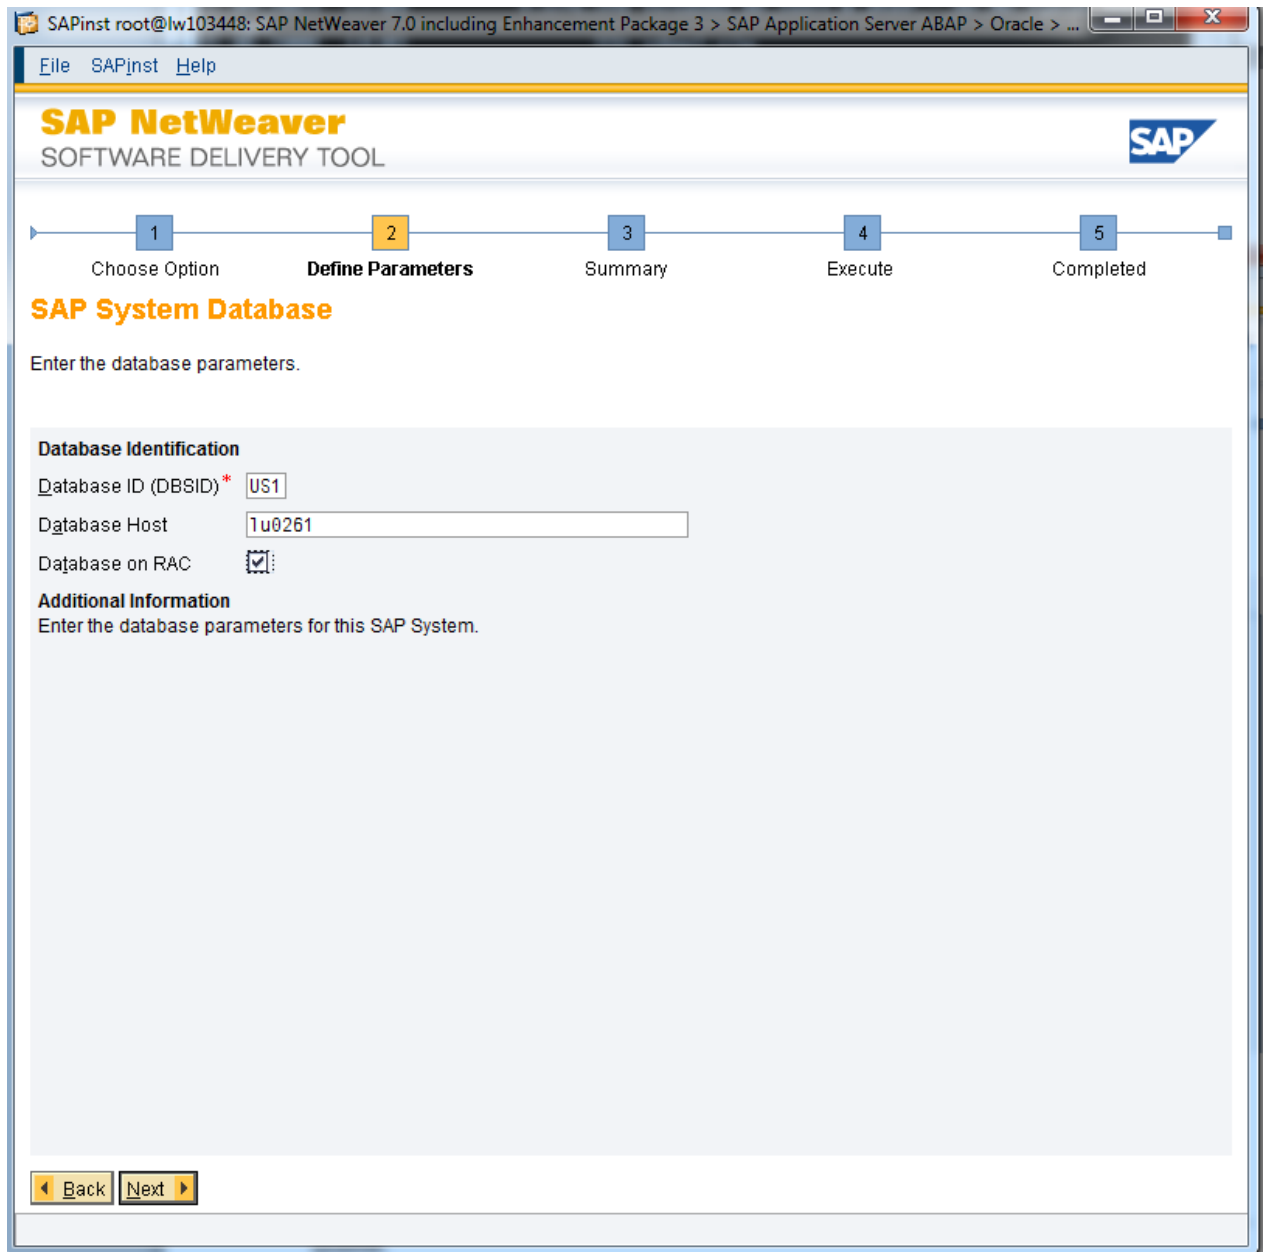 SAPinst root@lw103448: SAP NetWeaver 7.0 including Enhancement Package 3 > SAP Application Server ABAP > Oracle > ...
File SAPinst Help
SAP NetWeaver
SOFTWARE DELIVERY TOOL
SAP
1 2 3 4 5
Choose Option Define Parameters Summary Execute Completed
SAP System Database
Enter the database parameters.
Database Identification
Database ID (DBSID)* US1
Database Host lu0261
Database on RAC
Additional Information
Enter the database parameters for this SAP System.
Back Next